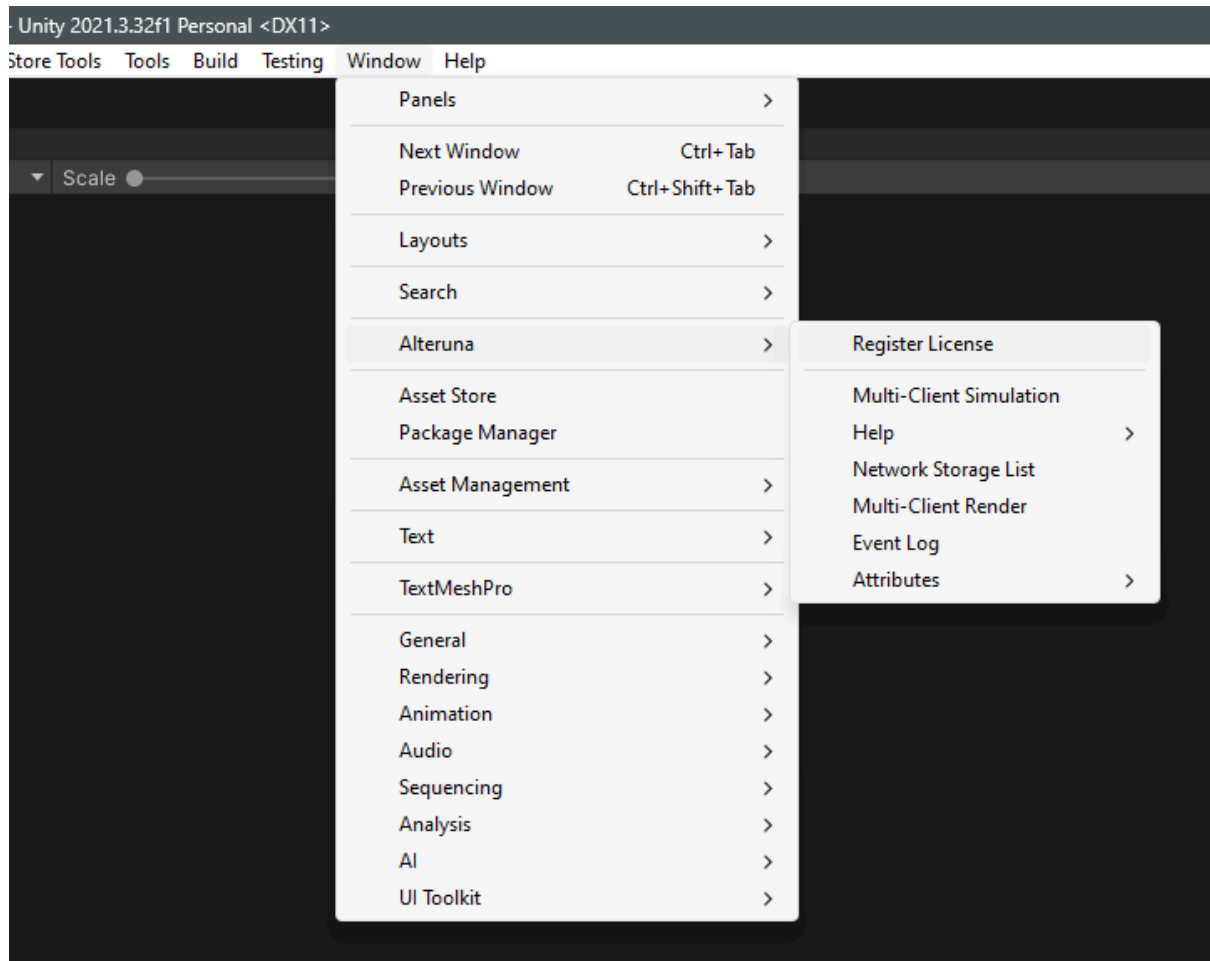 - Unity 2021.3.32f1 Personal <DX11>
Store Tools Tools Build Testing Window Help
Panels
Next Window Ctrl+Tab
Previous Window Ctrl+Shift+Tab
Scale
Layouts
Search
Alteruna
Asset Store
Package Manager
Asset Management
Text
TextMeshPro
General
Rendering
Animation
Audio
Sequencing
Analysis
AI
UI Toolkit
Register License
Multi-Client Simulation
Help
Network Storage List
Multi-Client Render
Event Log
Attributes